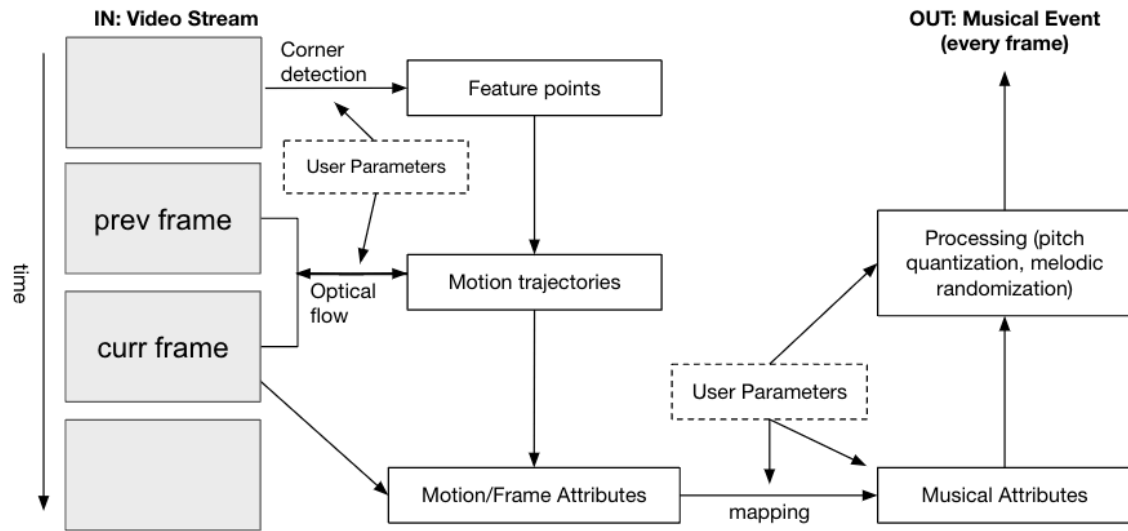 IN: Video Stream
OUT: Musical Event
(every frame)
Corner
detection
Feature points
User Parameters
prev frame
Processing (pitch
quantization, melodic
randomization)
time
Motion trajectories
Optical
flow
curr frame
User Parameters
Motion/Frame Attributes
mapping
Musical Attributes